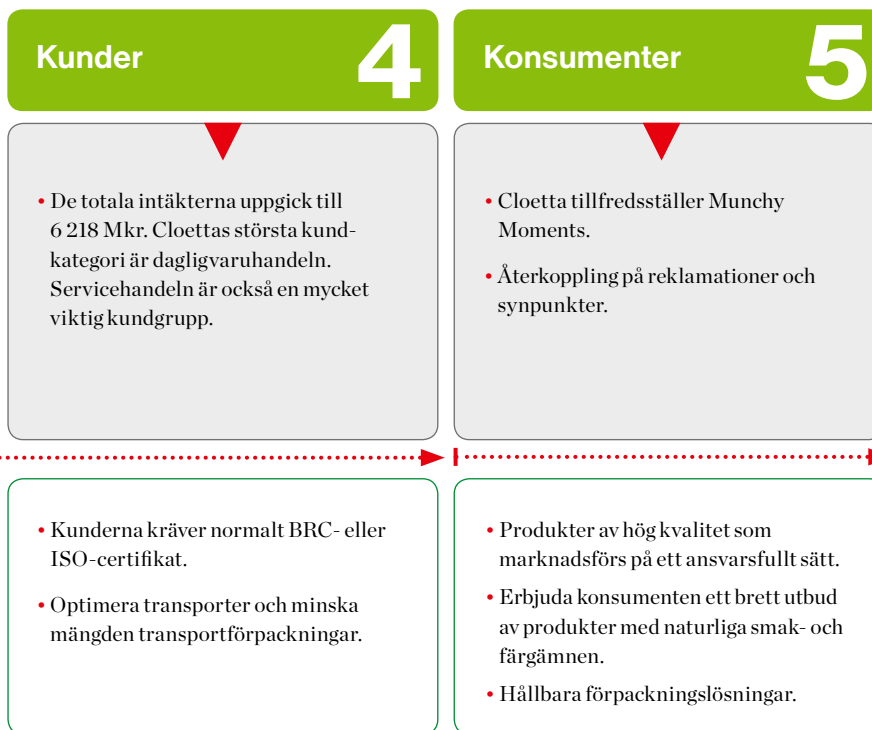 Kunder 4
• De totala intäkterna uppgick till
6 218 Mkr. Cloettas största kund-
kategori är dagligvaruhandeln.
Servicehandeln är också en mycket
viktig kundgrupp.
• Kunderna kräver normalt BRC- eller
ISO-certifikat.
• Optimera transporter och minska
mängden transportförpackningar.
Konsumenter 5
• Cloetta tillfredsställer Munchy
Moments.
• Återkoppling på reklamationer och
synpunkter.
• Produkter av hög kvalitet som
marknadsförs på ett ansvarsfullt sätt.
• Erbjuda konsumenten ett brett utbud
av produkter med naturliga smak- och
färgämnen.
• Hållbara förpackningslösningar.